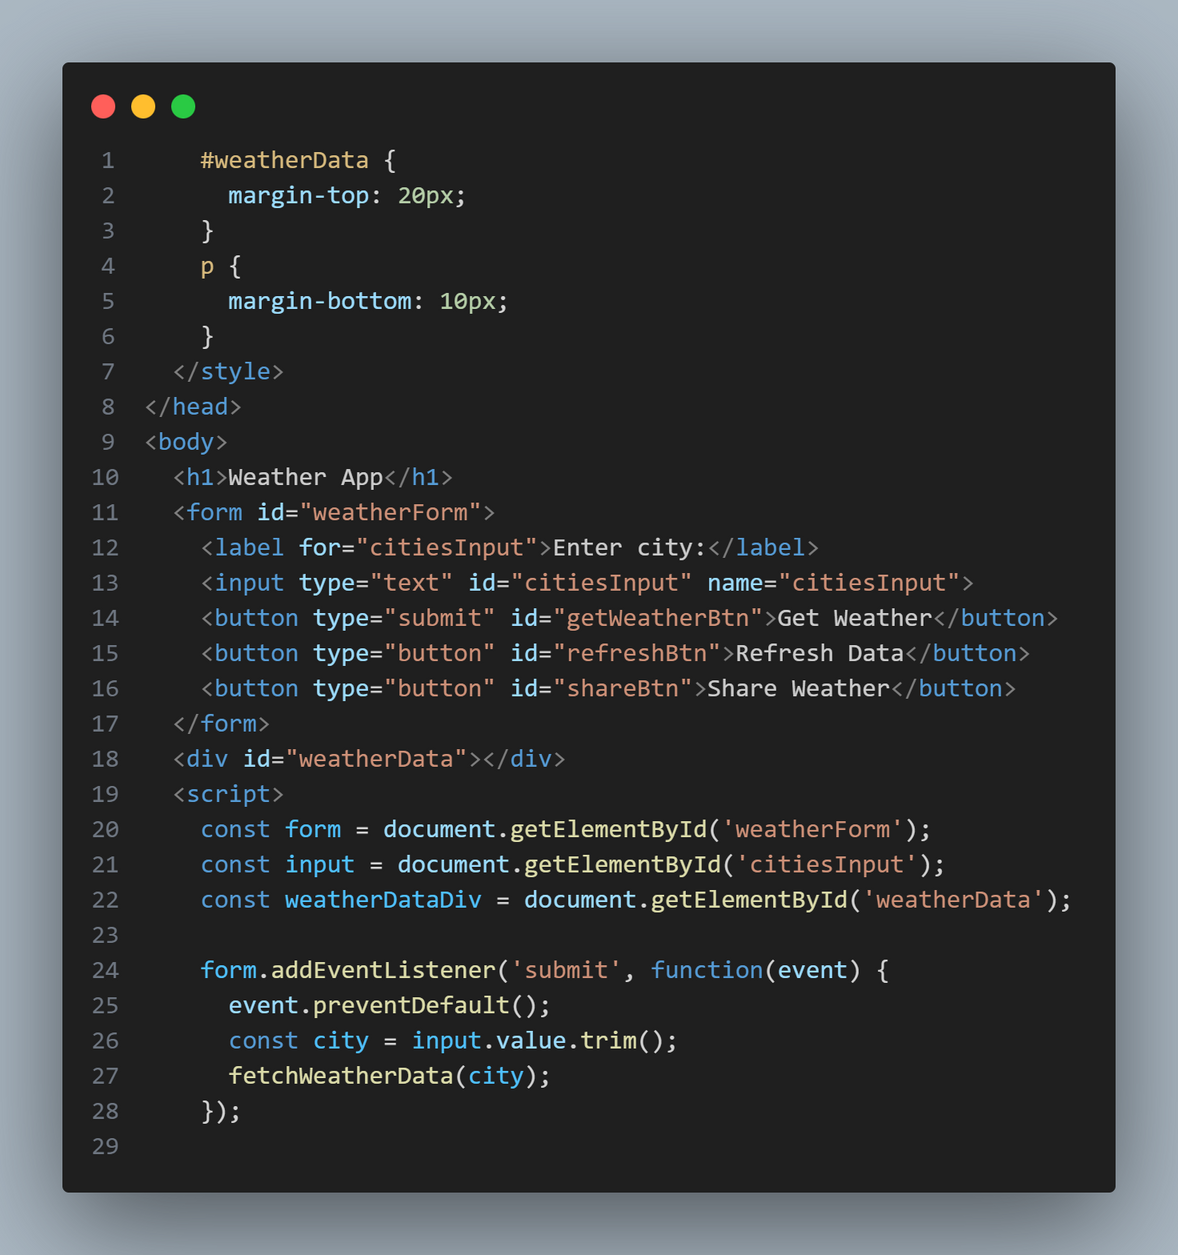 1 #weatherData {
2 margin-top: 20px;
3 }
4 p {
5 margin-bottom: 10px;
6 }
7 </style>
8 </head>
9 <body>
10 <h1>Weather App</h1>
11 <form id="weatherForm">
12 <label for="citiesInput">Enter city:</label>
13 <input type="text" id="citiesInput" name="citiesInput">
14 <button type="submit" id="getWeatherBtn">Get Weather</button>
15 <button type="button" id="refreshBtn">Refresh Data</button>
16 <button type="button" id="shareBtn">Share Weather</button>
17 </form>
18 <div id="weatherData"></div>
19 <script>
20 const form = document.getElementById('weatherForm');
21 const input = document.getElementById('citiesInput');
22 const weatherDataDiv = document.getElementById('weatherData');
23
24 form.addEventListener('submit', function(event) {
25 event.preventDefault();
26 const city = input.value.trim();
27 fetchWeatherData(city);
28 });
29